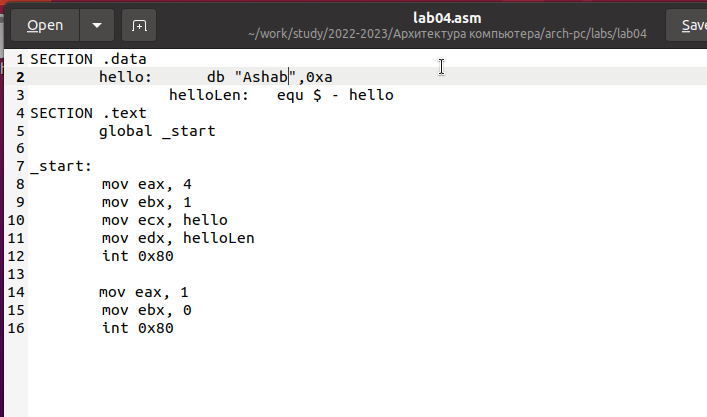 Open
lab04.asm
~/work/study/2022-2023/Архитектура компьютера/arch-pc/labs/lab04
Save
1 SECTION .data
2 hello: db "Ashab",0xa
3 helloLen: equ $ - hello
4 SECTION .text
5 global _start
6
7 _start:
8 mov eax, 4
9 mov ebx, 1
10 mov ecx, hello
11 mov edx, helloLen
12 int 0x80
13
14 mov eax, 1
15 mov ebx, 0
16 int 0x80